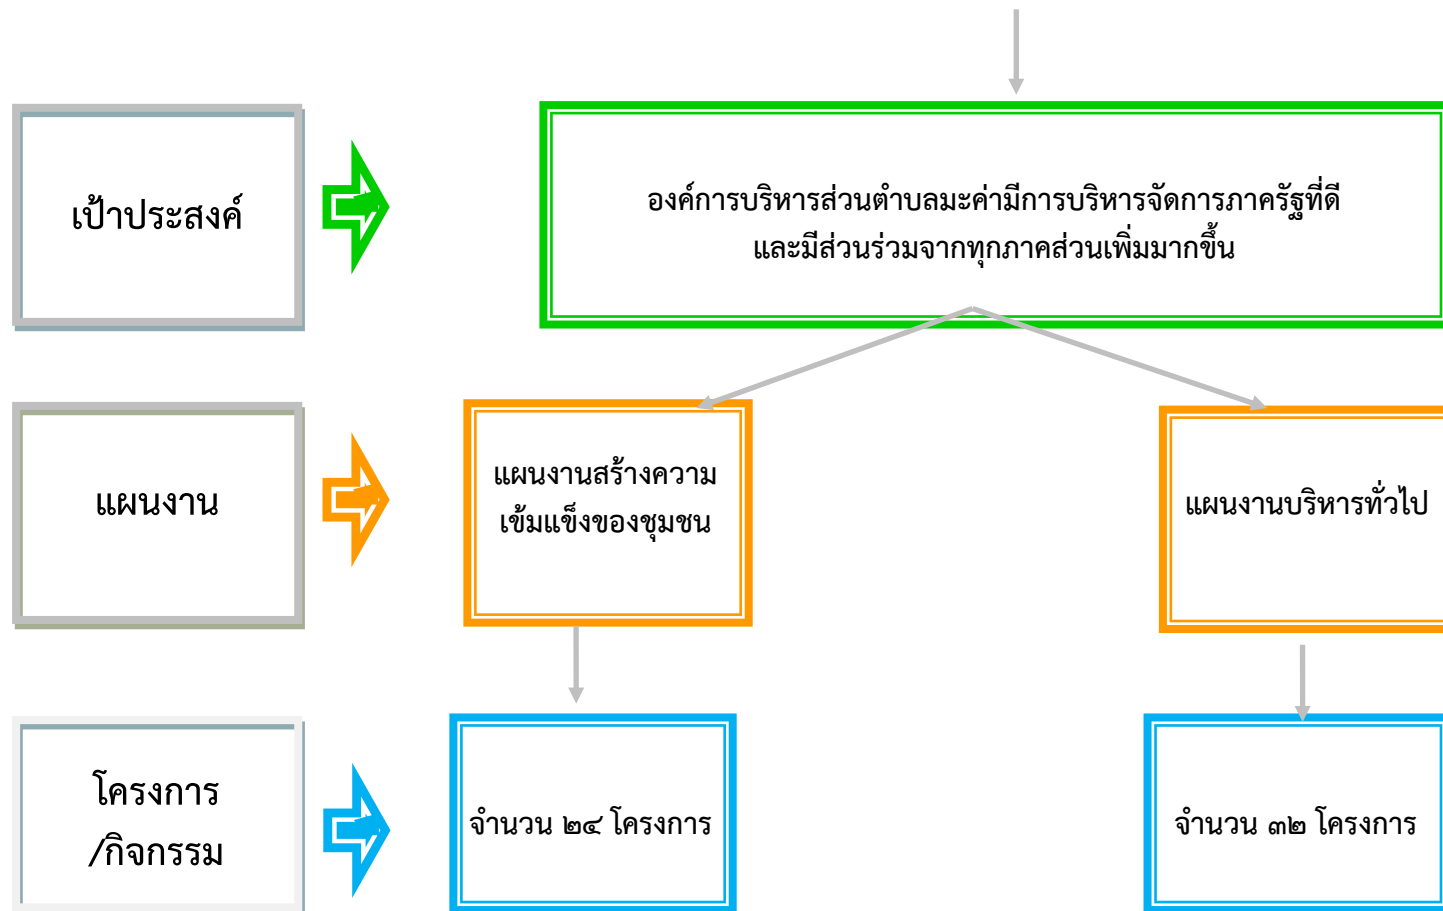 เป้าประสงค์
องค์การบริหารส่วนตำบลมะค่ามีการบริหารจัดการภาครัฐที่ดี
และมีส่วนร่วมจากทุกภาคส่วนเพิ่มมากขึ้น
แผนงาน
แผนงานสร้างความ
เข้มแข็งของชุมชน
แผนงานบริหารทั่วไป
โครงการ
/กิจกรรม
จำนวน ๒๔ โครงการ
จำนวน ๓๒ โครงการ